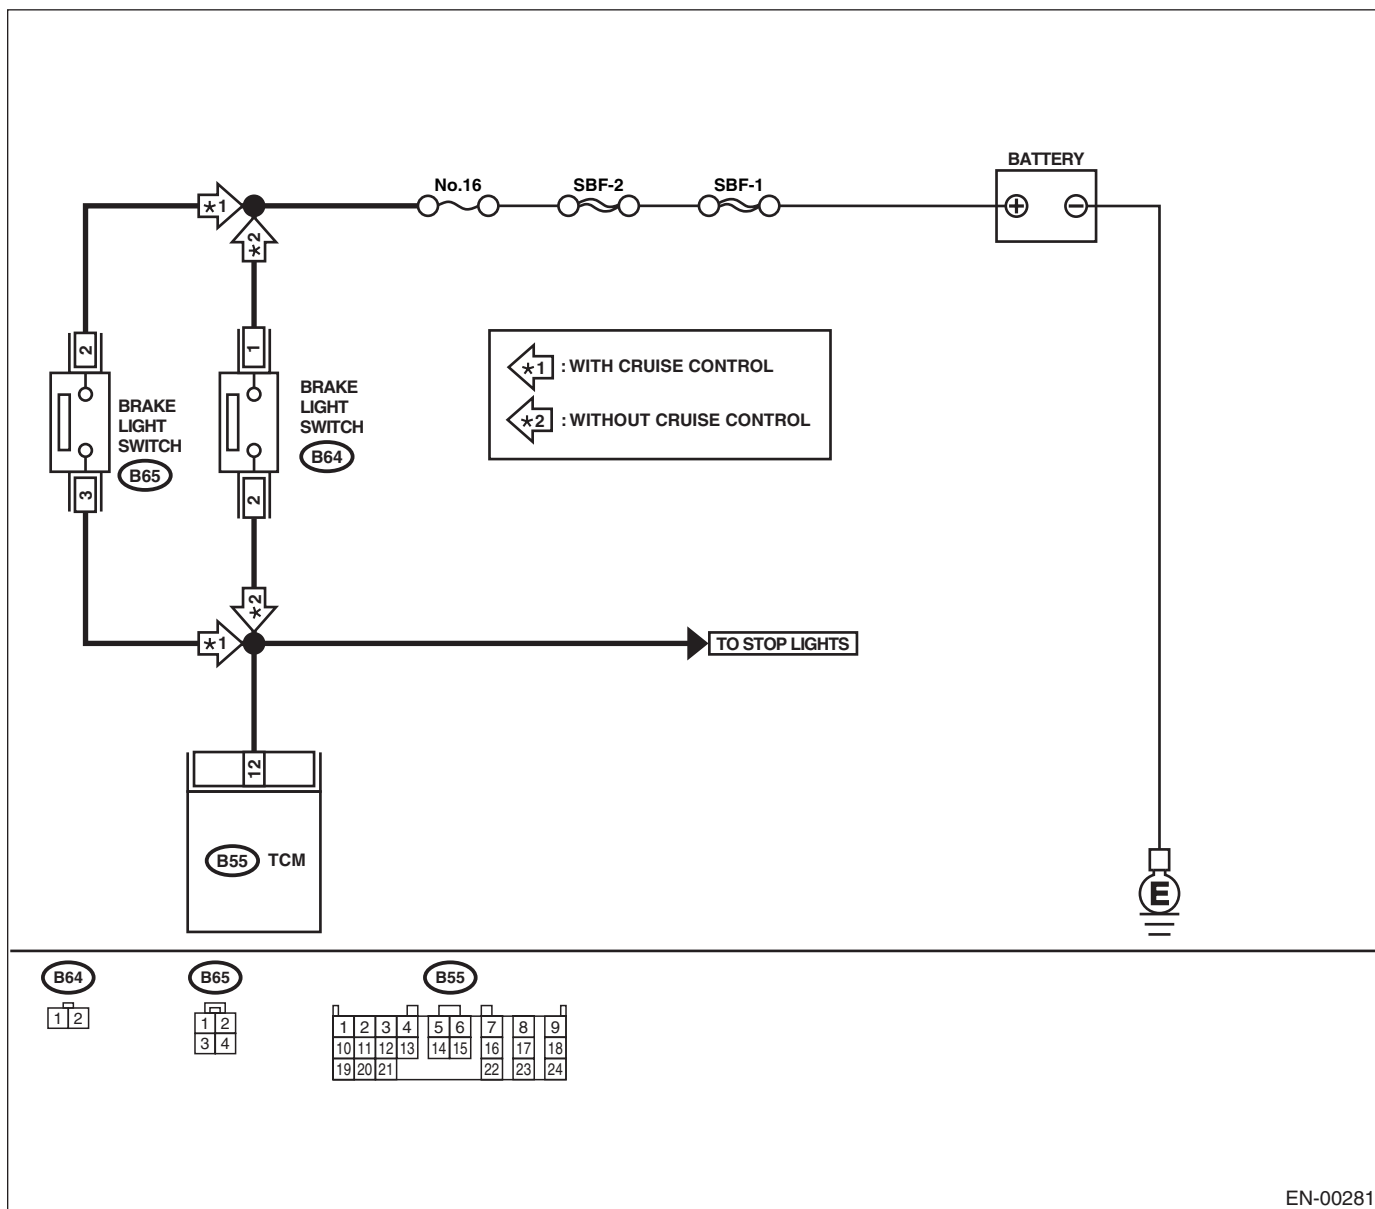 BATTERY
No.16
SBF-2
SBF-1
*1
*2
2
1
*1 : WITH CRUISE CONTROL
*2 : WITHOUT CRUISE CONTROL
BRAKE
LIGHT
SWITCH
B65
BRAKE
LIGHT
SWITCH
B64
3
2
*2
*1
TO STOP LIGHTS
12
B55 TCM
B64
1 2
B65
1 2
3 4
B55
1 2 3 4 5 6 7 8 9
10 11 12 13 14 15 16 17 18
19 20 21 22 23 24
E
EN-00281